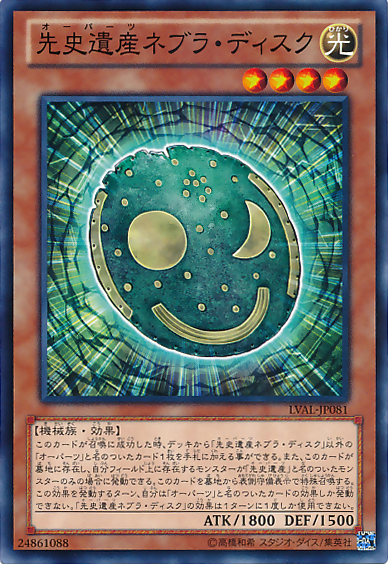 オーパーツ
先史遺産ネブラ・ディスク
ひかり
光
LVAL-JP081
【機械族・効果】
このカードが召喚に成功した時、デッキから「先史遺産ネブラ・ディスク」以外の
「オーパーツ」と名のついたカード1枚を手札に加える事ができる。また、このカードが
墓地に存在し、自分フィールド上に存在するモンスターが「先史遺産」と名のついたモン
スターのみの場合に発動できる。このカードを墓地から表側守備表示で特殊召喚する。
この効果を発動するターン、自分は「オーパーツ」と名のついたカードの効果しか発動
できない。「先史遺産ネブラ・ディスク」の効果は1ターンに1度しか使用できない。
ATK/1800 DEF/1500
24861088
©高橋和希 スタジオ・ダイス/集英社